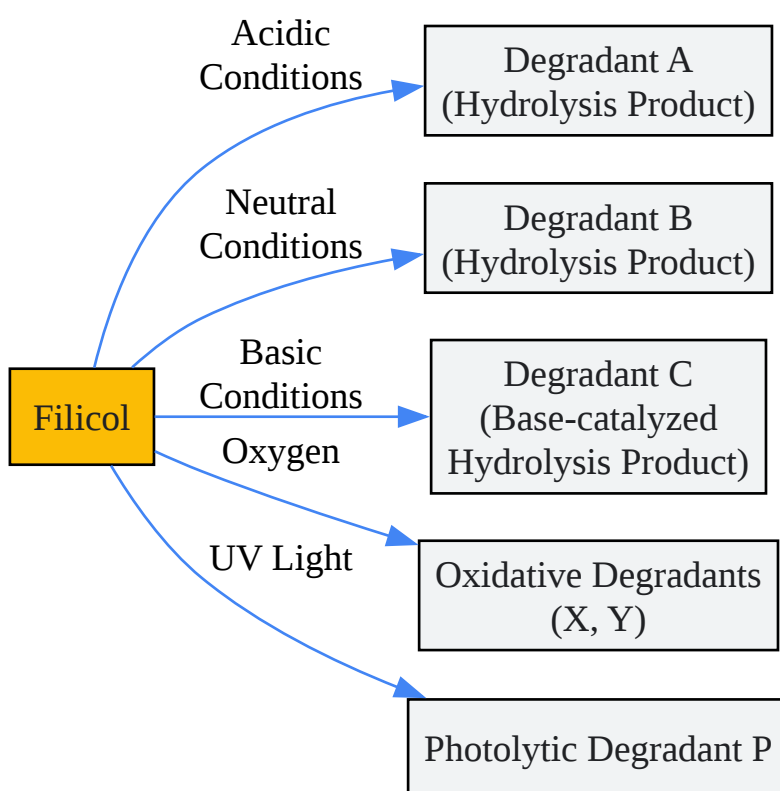 Acidic
Conditions
Degradant A
(Hydrolysis Product)
Neutral
Conditions
Degradant B
(Hydrolysis Product)
Basic
Conditions
Degradant C
(Base-catalyzed
Hydrolysis Product)
Filicol
Oxygen
Oxidative Degradants
(X, Y)
UV Light
Photolytic Degradant P